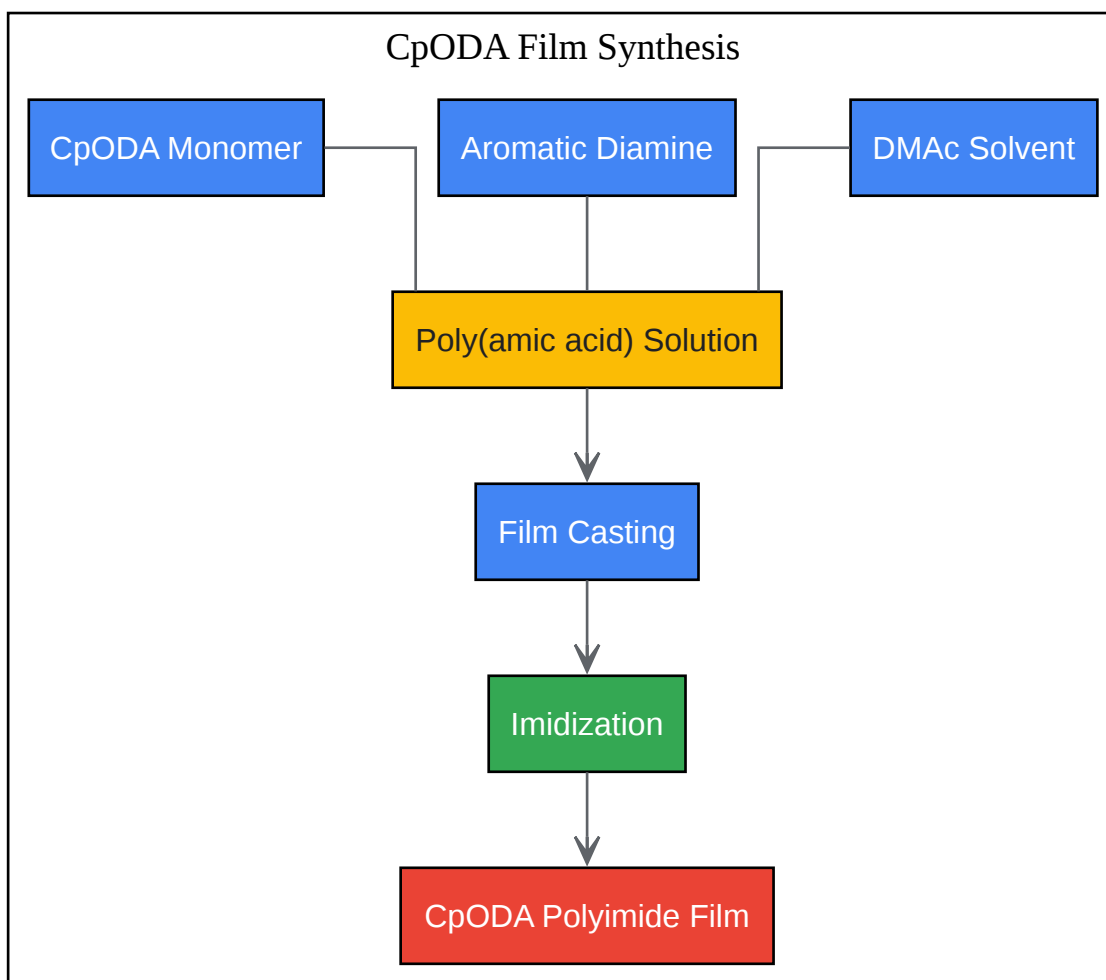 CpODA Film Synthesis
CpODA Monomer
Aromatic Diamine
DMAc Solvent
Poly(amic acid) Solution
Film Casting
Imidization
CpODA Polyimide Film